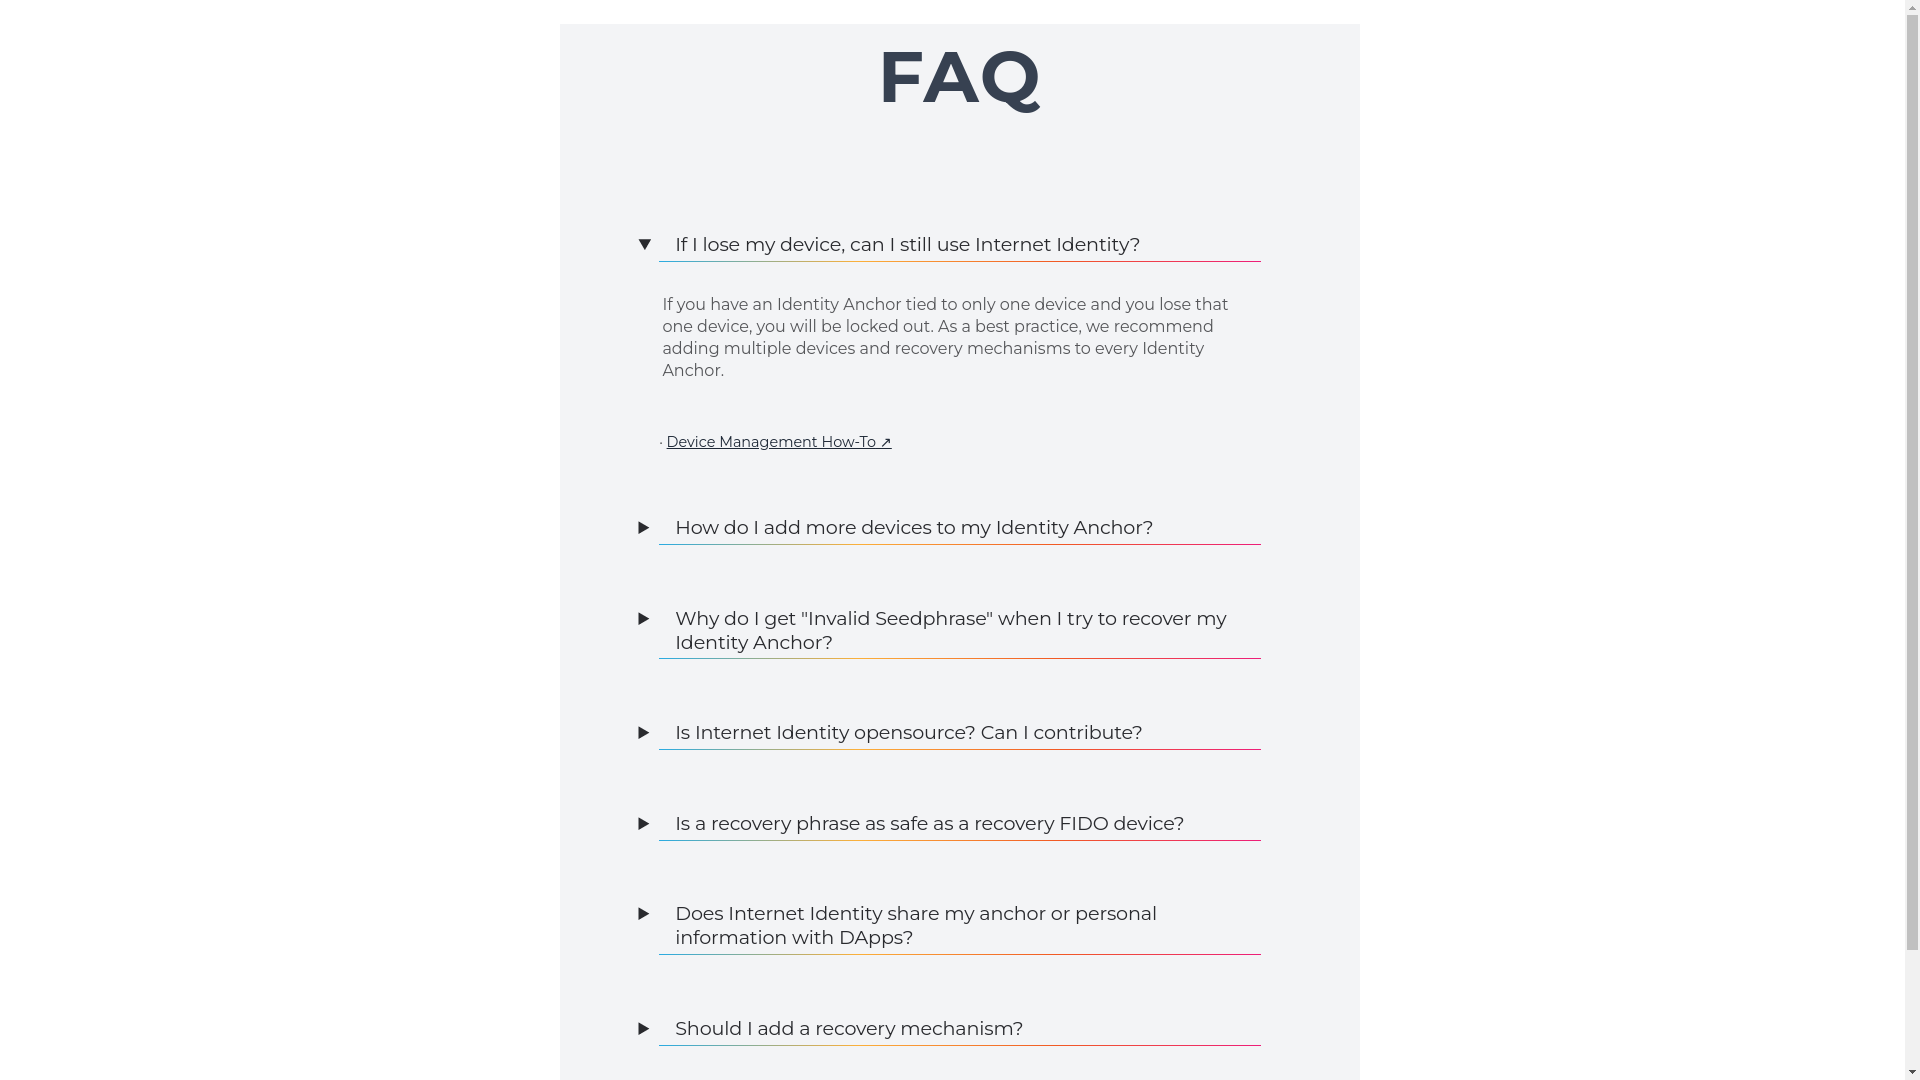 FAQ
If I lose my device, can I still use Internet Identity?
If you have an Identity Anchor tied to only one device and you lose that
one device, you will be locked out. As a best practice, we recommend
adding multiple devices and recovery mechanisms to every Identity
Anchor.
· Device Management How-To ↗
How do I add more devices to my Identity Anchor?
Why do I get "Invalid Seedphrase" when I try to recover my
Identity Anchor?
Is Internet Identity opensource? Can I contribute?
Is a recovery phrase as safe as a recovery FIDO device?
Does Internet Identity share my anchor or personal
information with DApps?
Should I add a recovery mechanism?